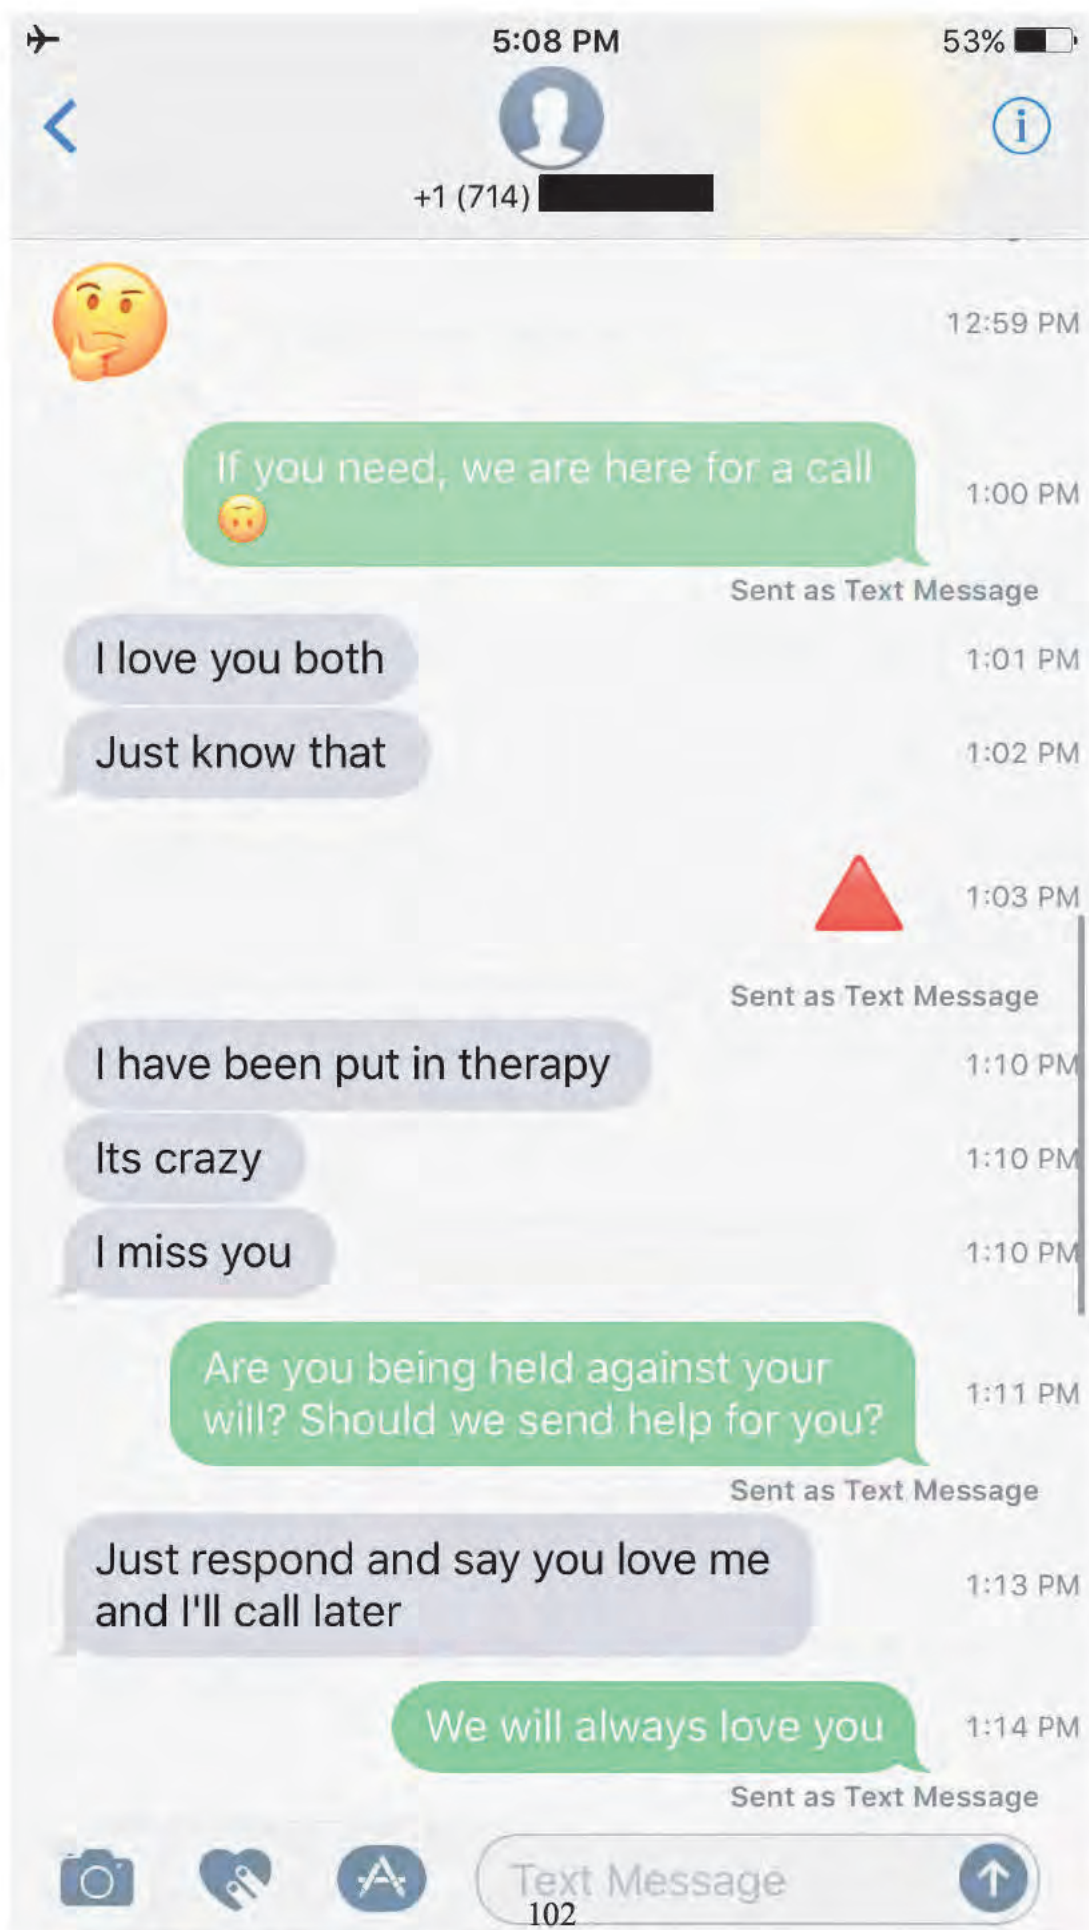 5:08 PM
53%
i
+1 (714)
12:59 PM
If you need, we are here for a call
1:00 PM
Sent as Text Message
I love you both
1:01 PM
Just know that
1:02 PM
1:03 PM
Sent as Text Message
I have been put in therapy
1:10 PM
Its crazy
1:10 PM
I miss you
1:10 PM
Are you being held against your
will? Should we send help for you?
1:11 PM
Sent as Text Message
Just respond and say you love me
and I'll call later
1:13 PM
We will always love you
1:14 PM
Sent as Text Message
Text Message
102